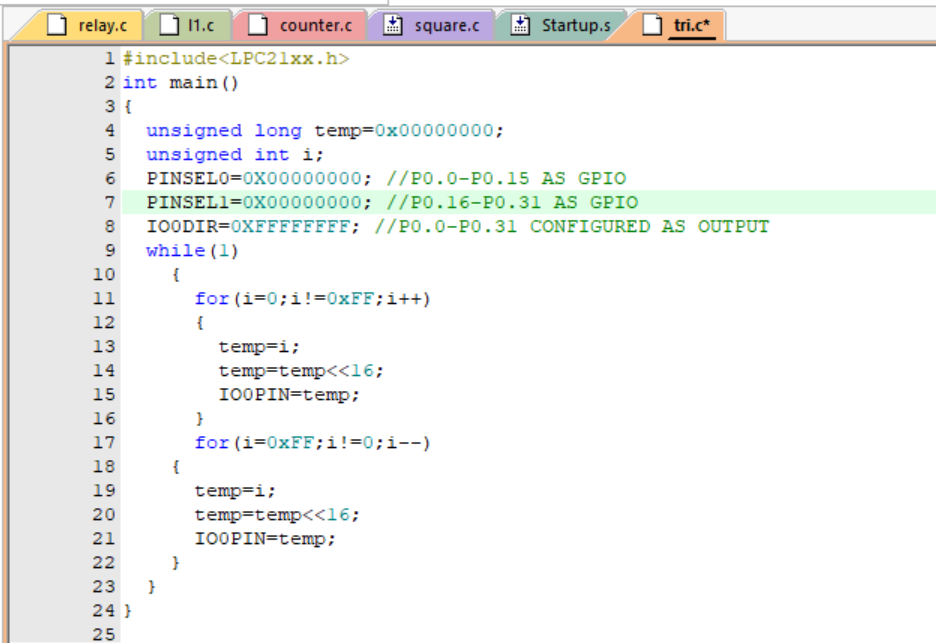 relay.c l1.c counter.c square.c Startup.s tri.c*
1 #include<LPC21xx.h>
2 int main()
3 {
4 unsigned long temp=0x00000000;
5 unsigned int i;
6 PINSEL0=0X00000000; //P0.0-P0.15 AS GPIO
7 PINSEL1=0X00000000; //P0.16-P0.31 AS GPIO
8 IO0DIR=0XFFFFFFFF; //P0.0-P0.31 CONFIGURED AS OUTPUT
9 while(1)
10 {
11 for(i=0;i!=0xFF;i++)
12 {
13 temp=i;
14 temp=temp<<16;
15 IO0PIN=temp;
16 }
17 for(i=0xFF;i!=0;i--)
18 {
19 temp=i;
20 temp=temp<<16;
21 IO0PIN=temp;
22 }
23 }
24 }
25